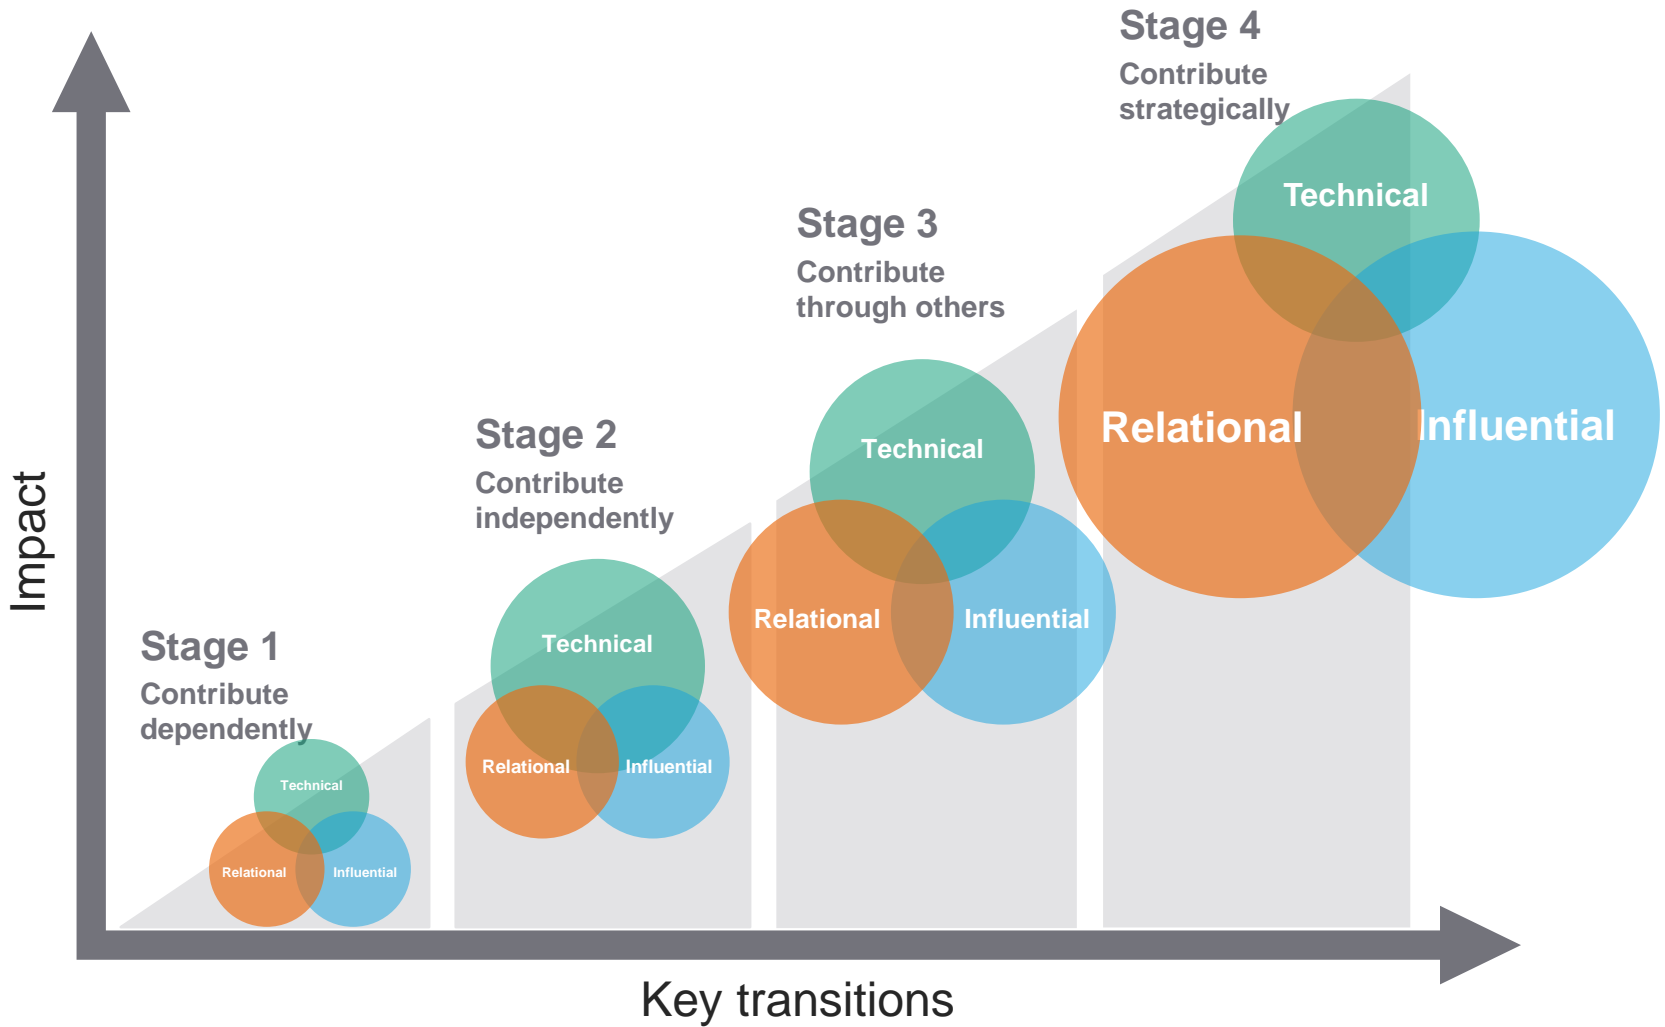 Stage 4
Contribute
strategically
Technical
Relational
Influential
Stage 3
Contribute
through others
Technical
Relational
Influential
Stage 2
Contribute
independently
Technical
Relational
Influential
Stage 1
Contribute
dependently
Technical
Relational
Influential
Impact
Key transitions